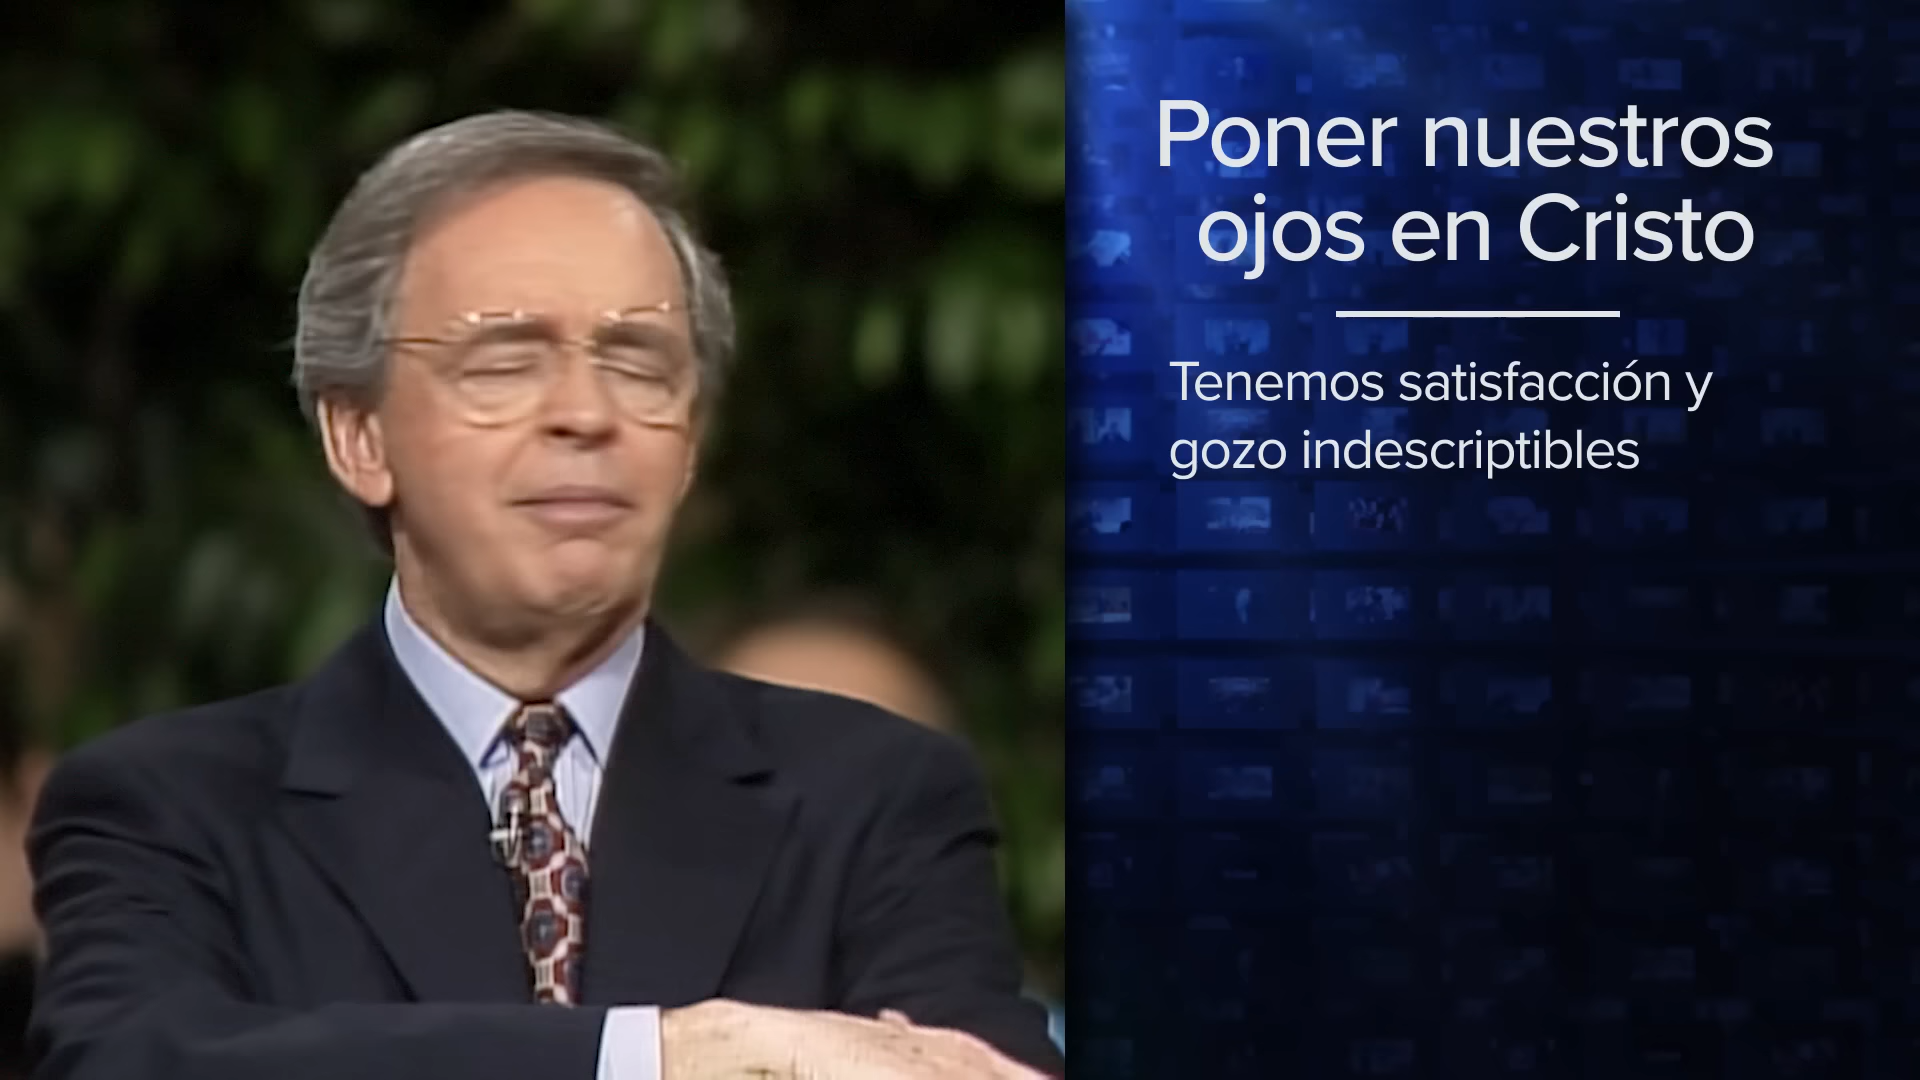 Poner nuestros
ojos en Cristo
Tenemos satisfacción y
gozo indescriptibles